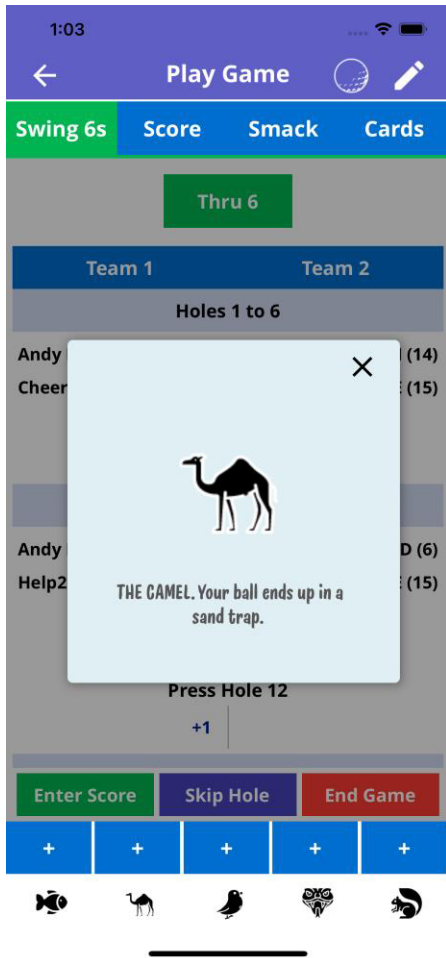 1:03
Play Game
Swing 6s Score Smack Cards
Thru 6
Team 1 Team 2
Holes 1 to 6
Andy (14)
Cheer (15)
THE CAMEL. Your ball ends up in a
sand trap.
Andy D (6)
Help2 (15)
Press Hole 12
+1
Enter Score Skip Hole End Game
+ + + + +